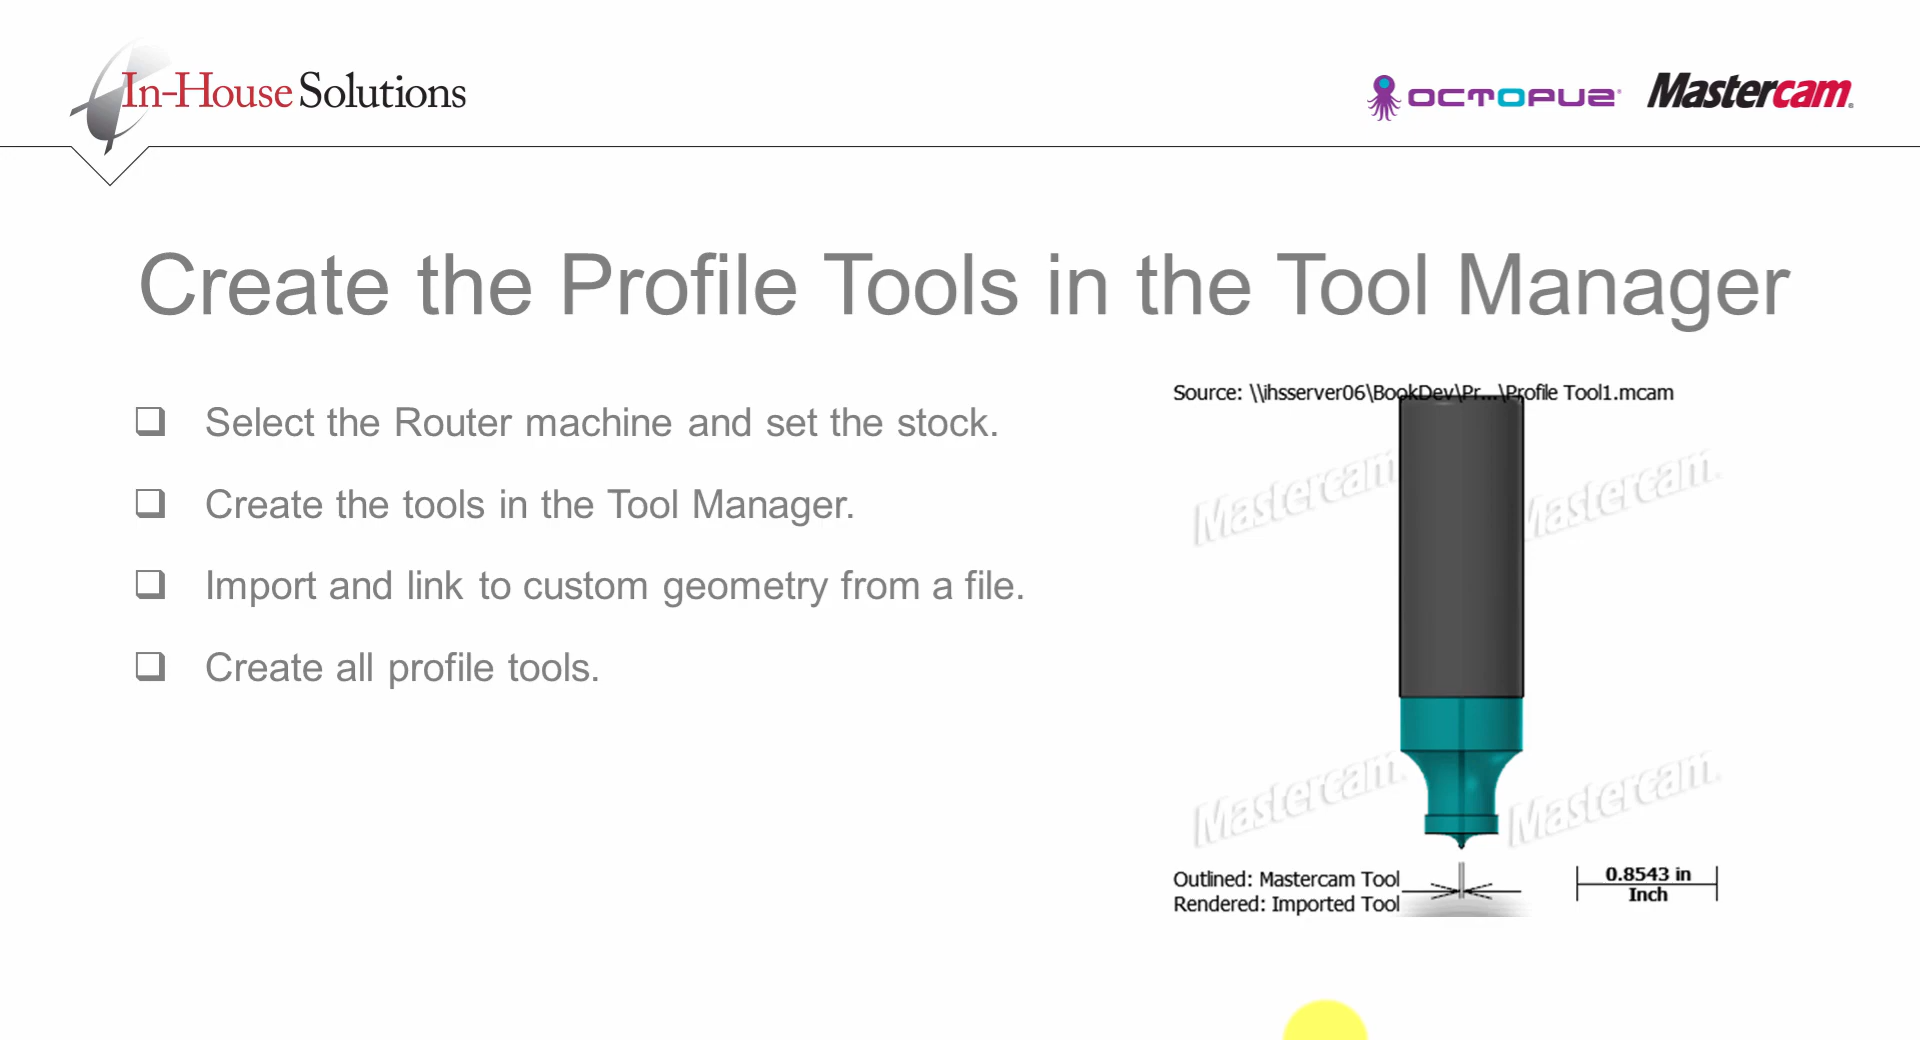 In-House Solutions
OCTOPUZ
Mastercam
Create the Profile Tools in the Tool Manager
Select the Router machine and set the stock.
Create the tools in the Tool Manager.
Import and link to custom geometry from a file.
Create all profile tools.
Source: \\ihsserver06\BookDev\Pr...\Profile Tool1.mcam
Mastercam
Mastercam
Mastercam
Mastercam
Outlined: Mastercam Tool
Rendered: Imported Tool
0.8543 in
Inch